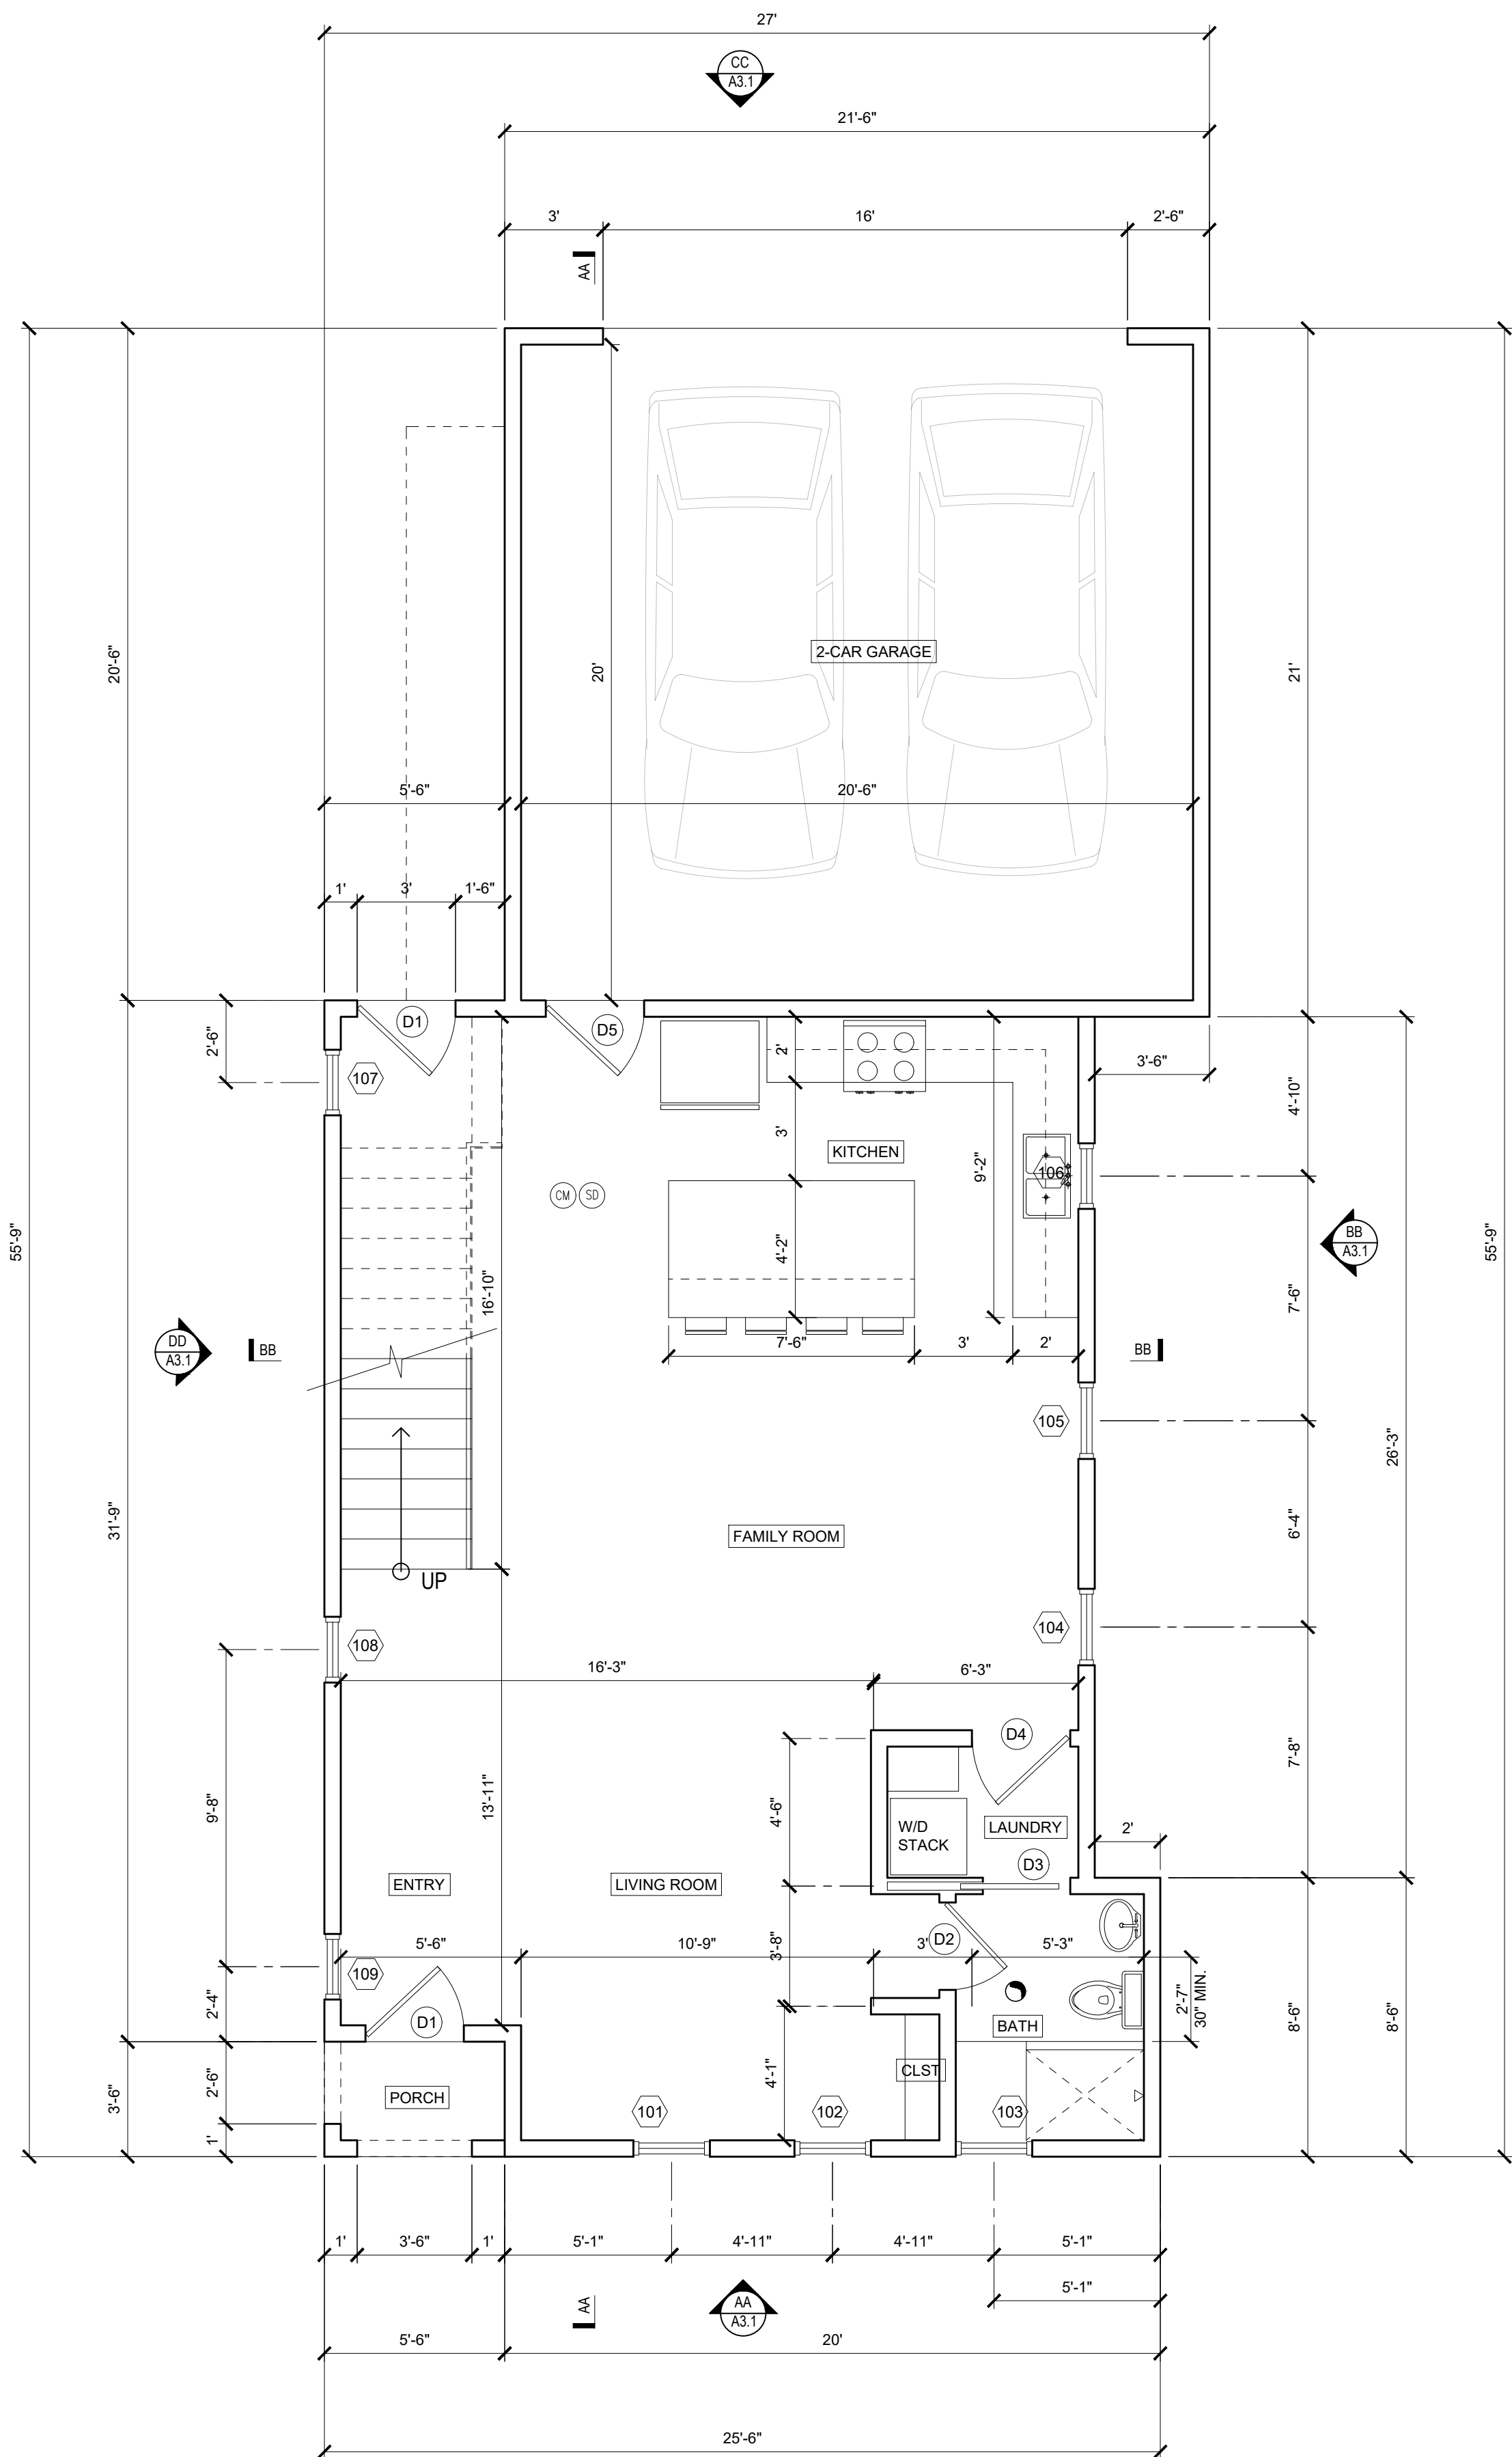 27'
CC
A3.1
21'-6"
3'
16'
2'-6"
AA
2-CAR GARAGE
20'-6"
20'
21'
5'-6"
20'-6"
1'
3'
1'-6"
D1
D5
2'-6"
107
2'
3'-6"
4'-10"
3'
KITCHEN
9'-2"
106
CM
SD
55'-9"
55'-9"
4'-2"
BB
A3.1
16'-10"
7'-6"
DD
A3.1
BB
7'-6"
3'
2'
BB
105
26'-3"
31'-9"
FAMILY ROOM
6'-4"
UP
108
104
16'-3"
6'-3"
D4
7'-8"
9'-8"
13'-11"
4'-6"
W/D
STACK
LAUNDRY
2'
D3
ENTRY
LIVING ROOM
5'-6"
10'-9"
3'-8"
3'
D2
5'-3"
109
2'-4"
D1
2'-7"
30" MIN.
BATH
8'-6"
8'-6"
3'-6"
2'-6"
PORCH
4'-1"
CLST
101
102
103
1'
1'
3'-6"
1'
5'-1"
4'-11"
4'-11"
5'-1"
5'-1"
AA
AA
A3.1
5'-6"
20'
25'-6"